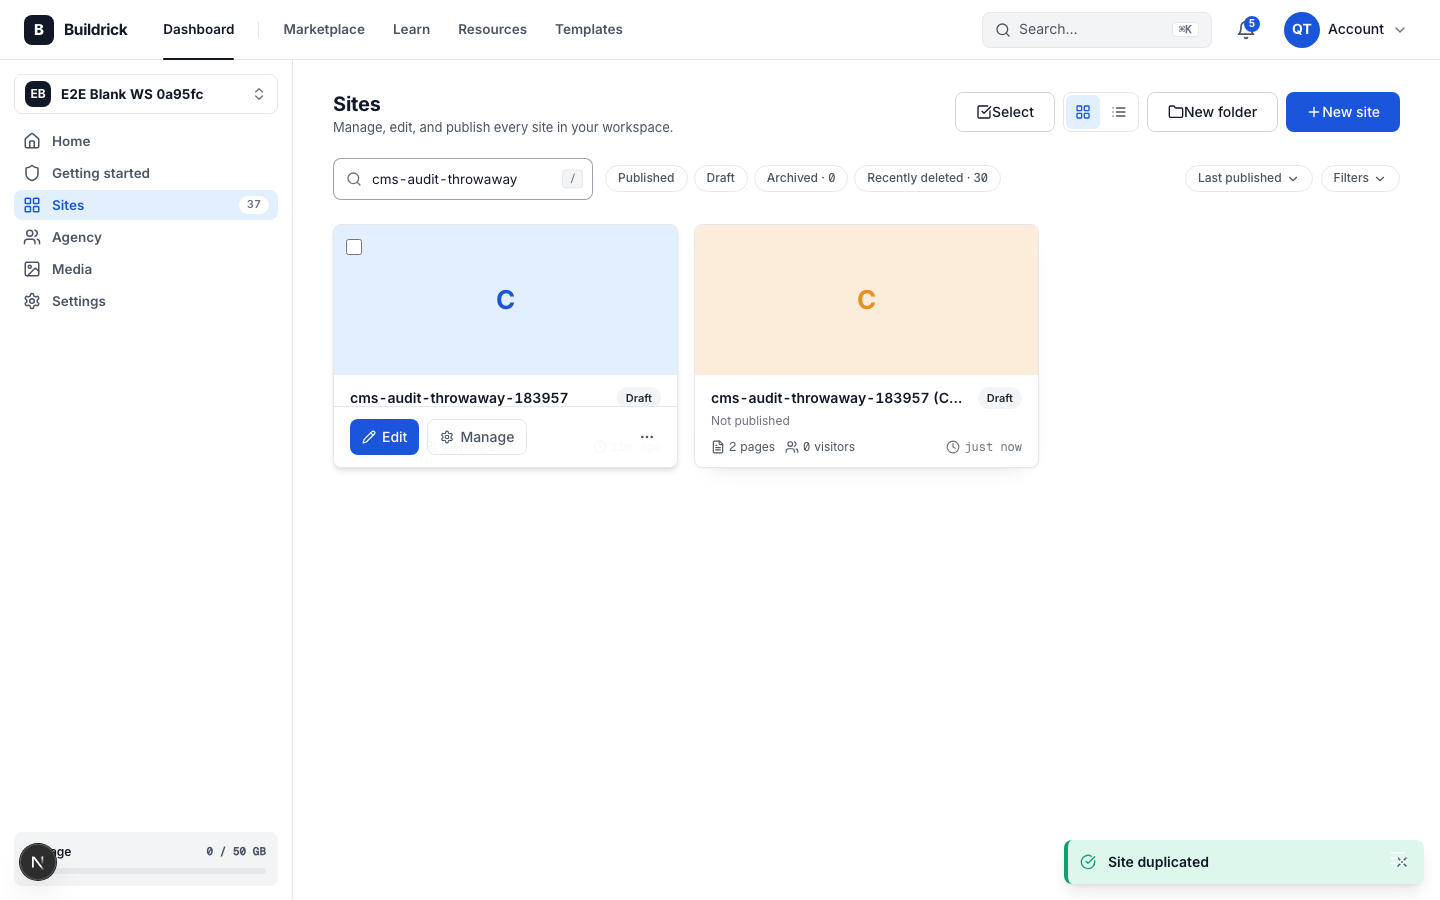 B Buildrick Dashboard Marketplace Learn Resources Templates Search... ⌘K 5 QT Account
EB E2E Blank WS 0a95fc
Home
Getting started
Sites 37
Agency
Media
Settings
Sites
Manage, edit, and publish every site in your workspace.
Select New folder New site
cms-audit-throwaway / Published Draft Archived · 0 Recently deleted · 30 Last published Filters
C
cms-audit-throwaway-183957 Draft
Edit Manage
C
cms-audit-throwaway-183957 (C... Draft
Not published
2 pages 0 visitors just now
0 / 50 GB
N
Site duplicated